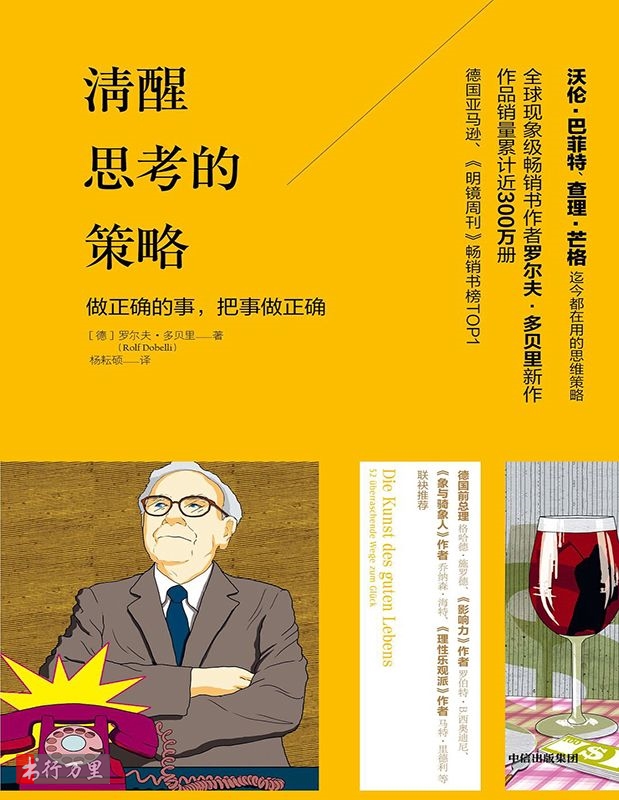 清醒
思考的
策略
做正确的事，把事做正确
[德] 罗尔夫·多贝里——著
(Rolf Dobelli)
杨耘硕——译
沃伦·巴菲特、查理·芒格 迄今都在用的思维策略
全球现象级畅销书作者罗尔夫·多贝里新作
作品销量累计近300万册
德国亚马逊、《明镜周刊》畅销书榜TOP1
德国前总理 格哈德·施罗德、《影响力》作者 罗伯特·B.西奥迪尼、
《象与骑象人》作者 乔纳森·海特、《理性乐观派》作者 马特·里德利 等
联袂推荐
Die Kunst des guten Lebens
52 überraschende Wege zum Glück
书行万里
中信出版集团